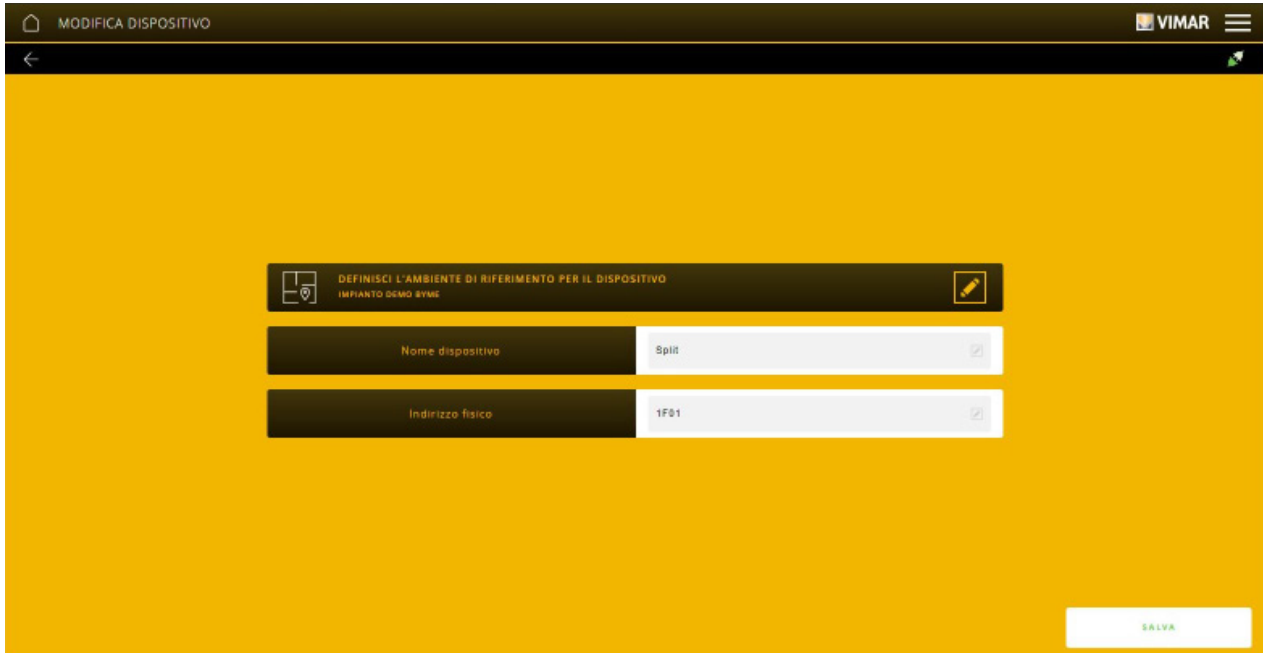 MODIFICA DISPOSITIVO
VIMAR
DEFINISCI L'AMBIENTE DI RIFERIMENTO PER IL DISPOSITIVO
IMPIANTO DEMO BYME
Nome dispositivo
Split
Indirizzo fisico
1F01
SALVA